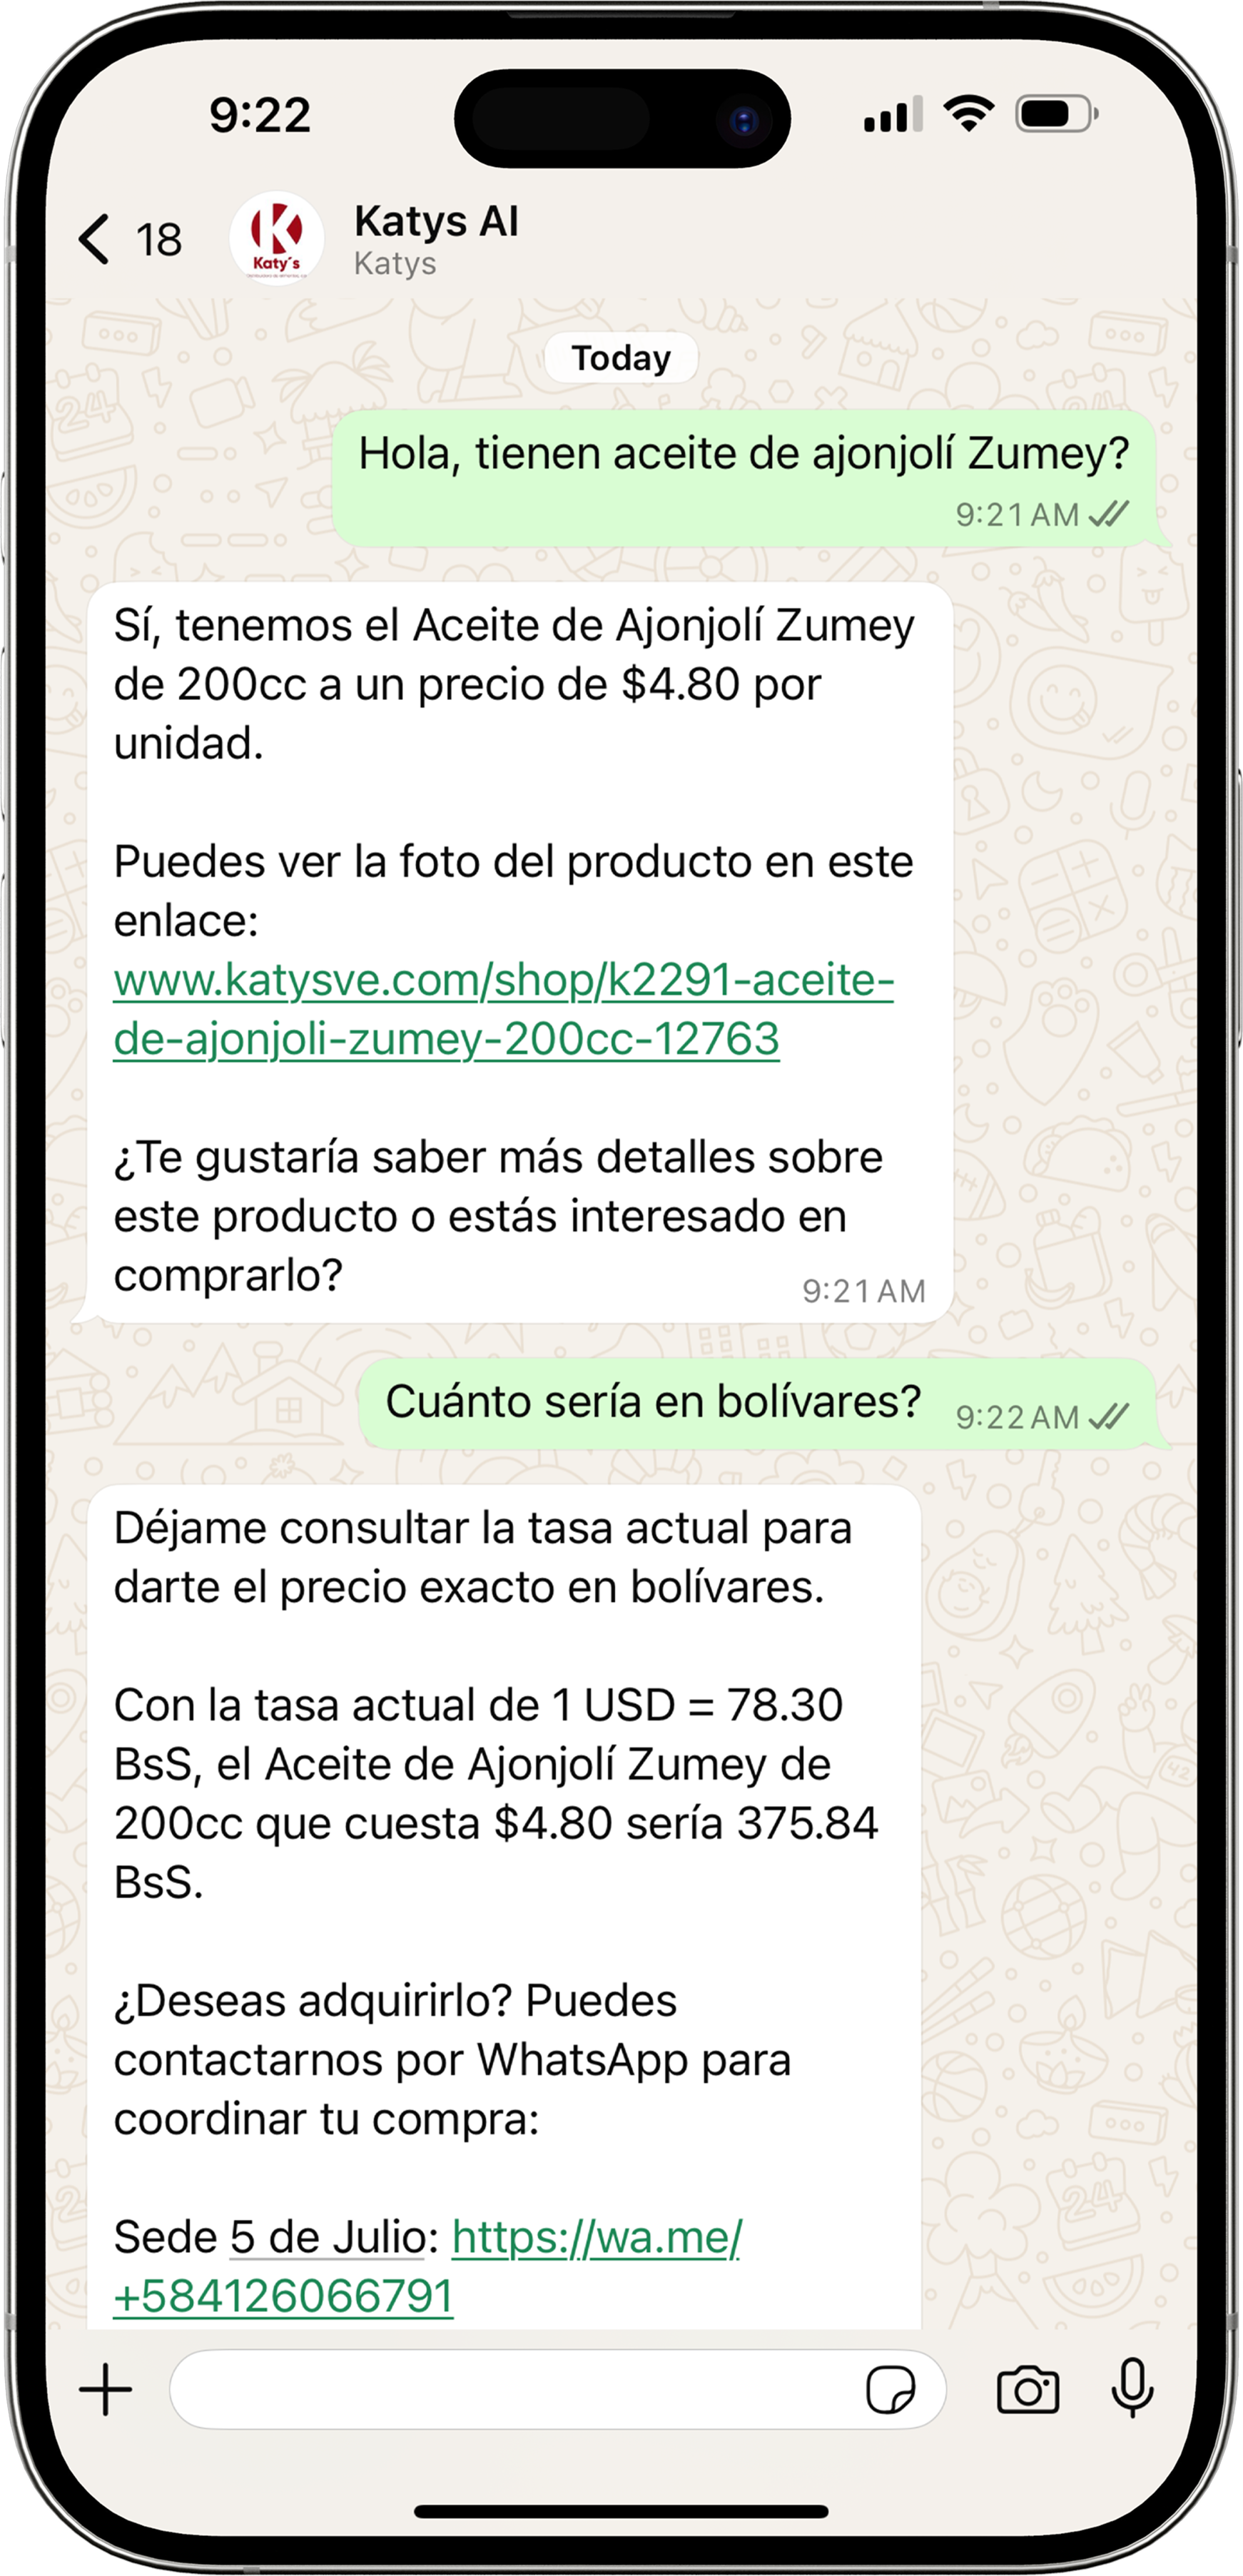 9:22
18
Katy´s
Katys AI
Katys
Today
Hola, tienen aceite de ajonjolí Zumey?
9:21 AM
Sí, tenemos el Aceite de Ajonjolí Zumey
de 200cc a un precio de $4.80 por
unidad.
Puedes ver la foto del producto en este
enlace:
www.katysve.com/shop/k2291-aceite-
de-ajonjoli-zumey-200cc-12763
¿Te gustaría saber más detalles sobre
este producto o estás interesado en
comprarlo?
9:21 AM
Cuánto sería en bolívares?
9:22 AM
Déjame consultar la tasa actual para
darte el precio exacto en bolívares.
Con la tasa actual de 1 USD = 78.30
BsS, el Aceite de Ajonjolí Zumey de
200cc que cuesta $4.80 sería 375.84
BsS.
¿Deseas adquirirlo? Puedes
contactarnos por WhatsApp para
coordinar tu compra:
Sede 5 de Julio: https://wa.me/
+584126066791